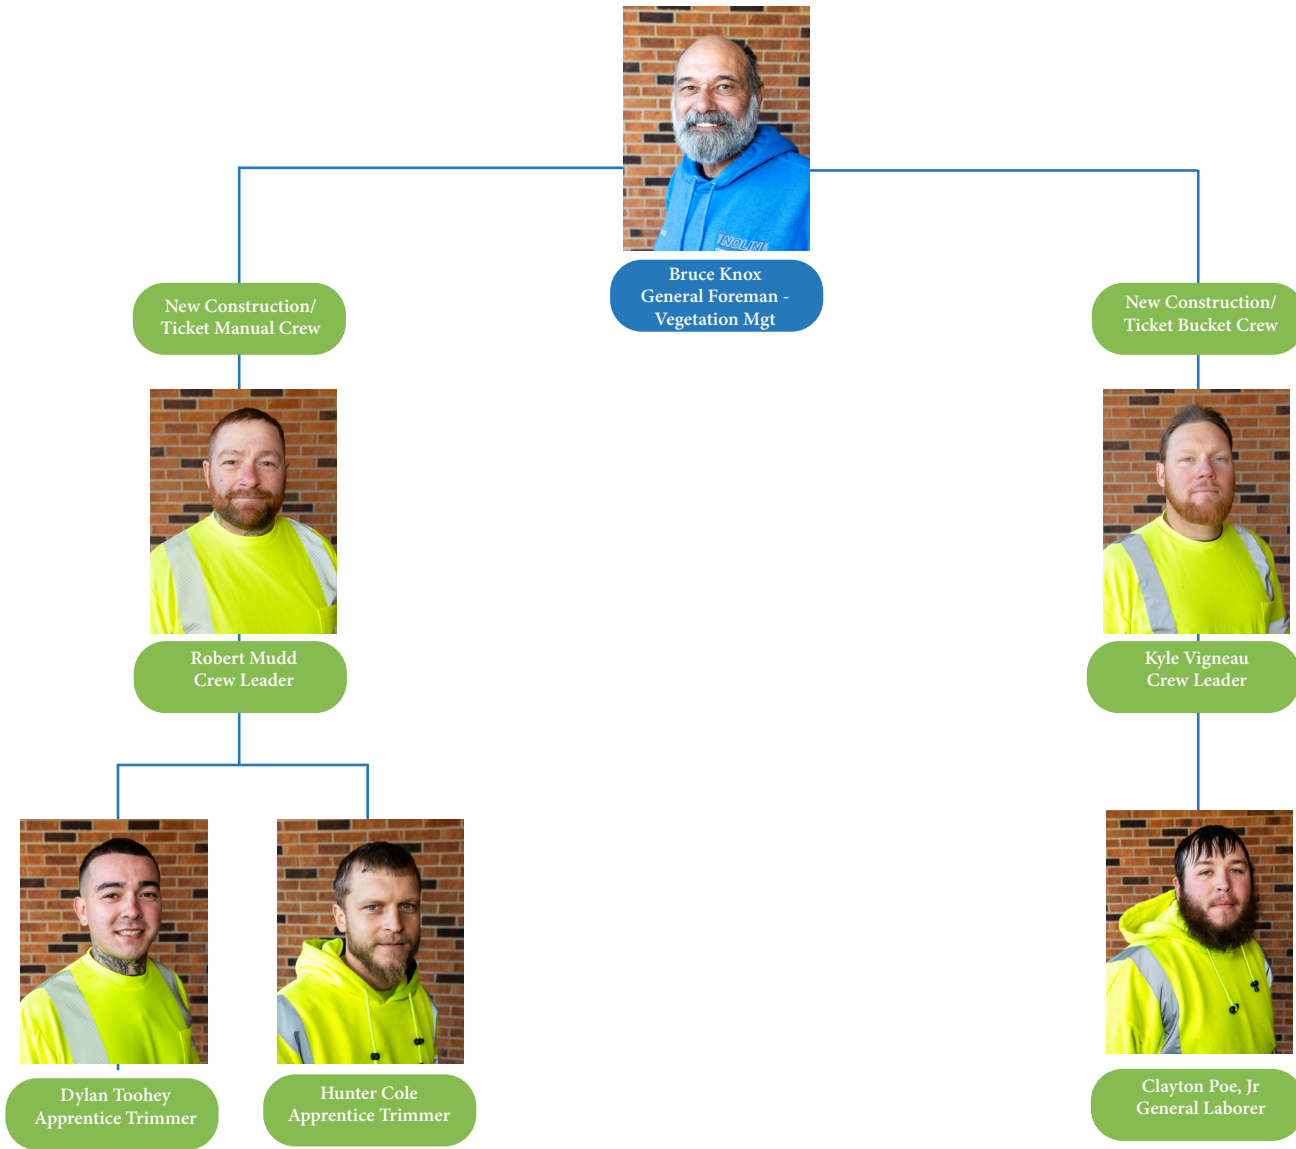 NOLIN
Bruce Knox
General Foreman -
Vegetation Mgt
New Construction/
Ticket Manual Crew
New Construction/
Ticket Bucket Crew
Robert Mudd
Crew Leader
Kyle Vigneau
Crew Leader
Dylan Toohey
Apprentice Trimmer
Hunter Cole
Apprentice Trimmer
Clayton Poe, Jr
General Laborer